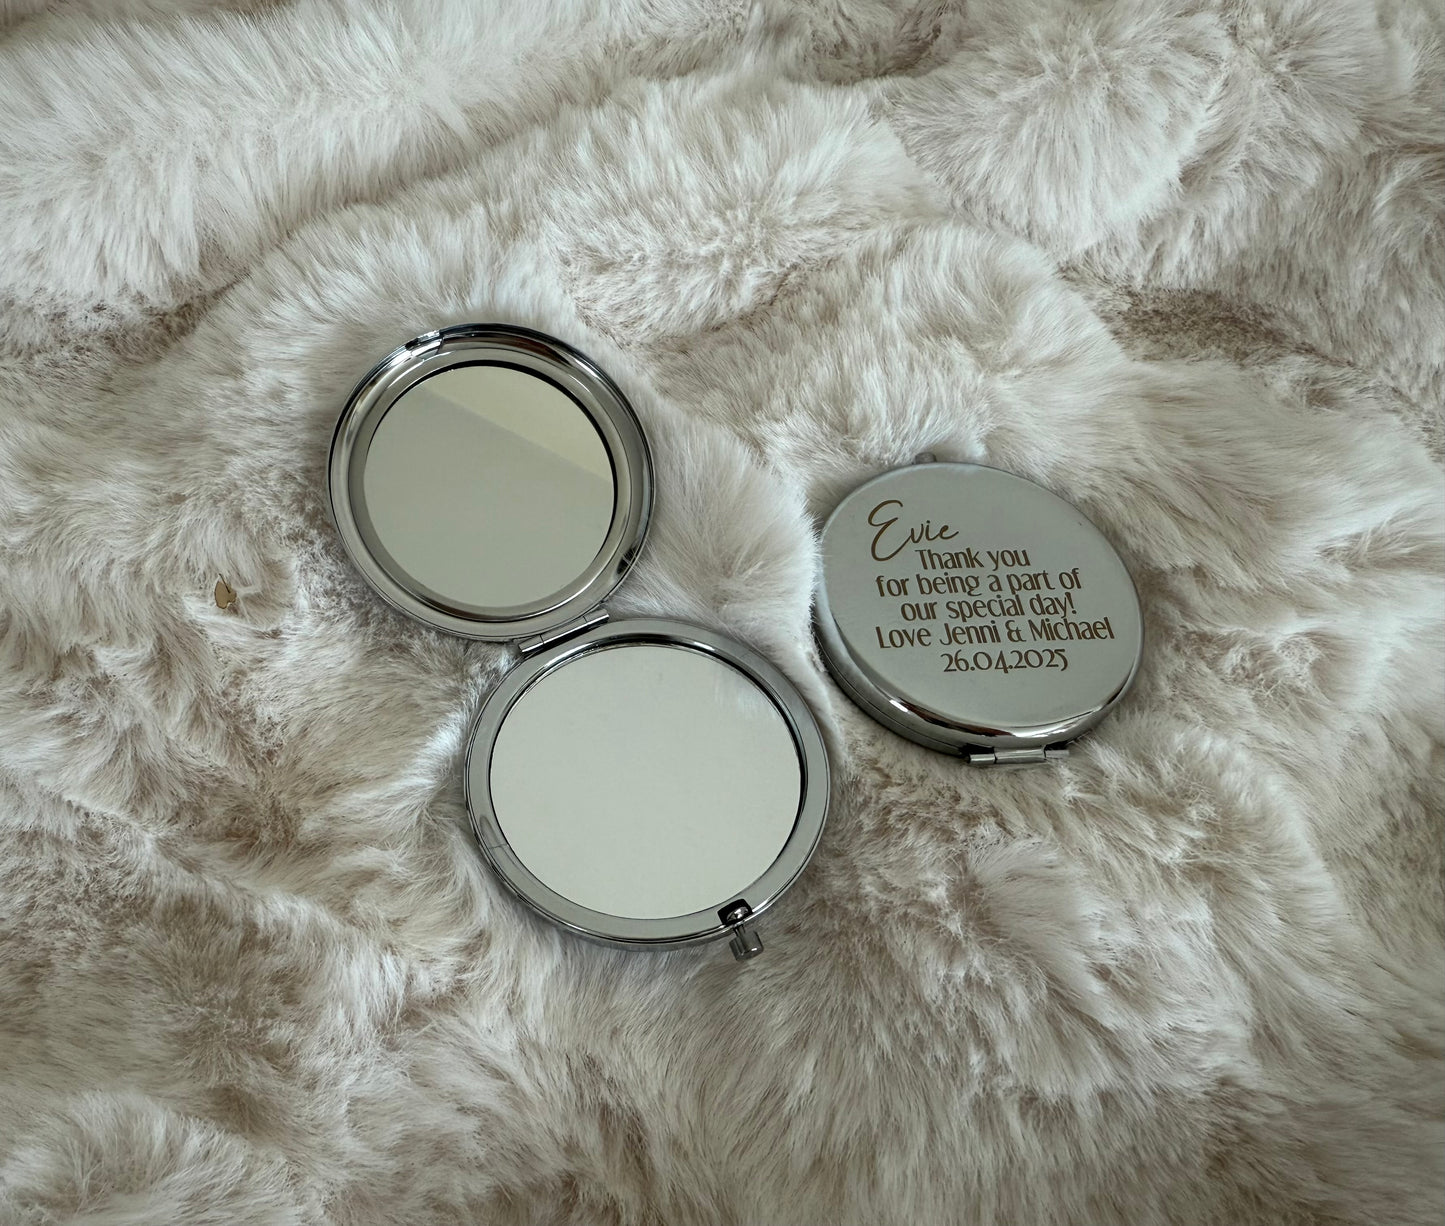 Evie
Thank you
for being a part of
our special day!
Love Jenni & Michael
26.04.2025